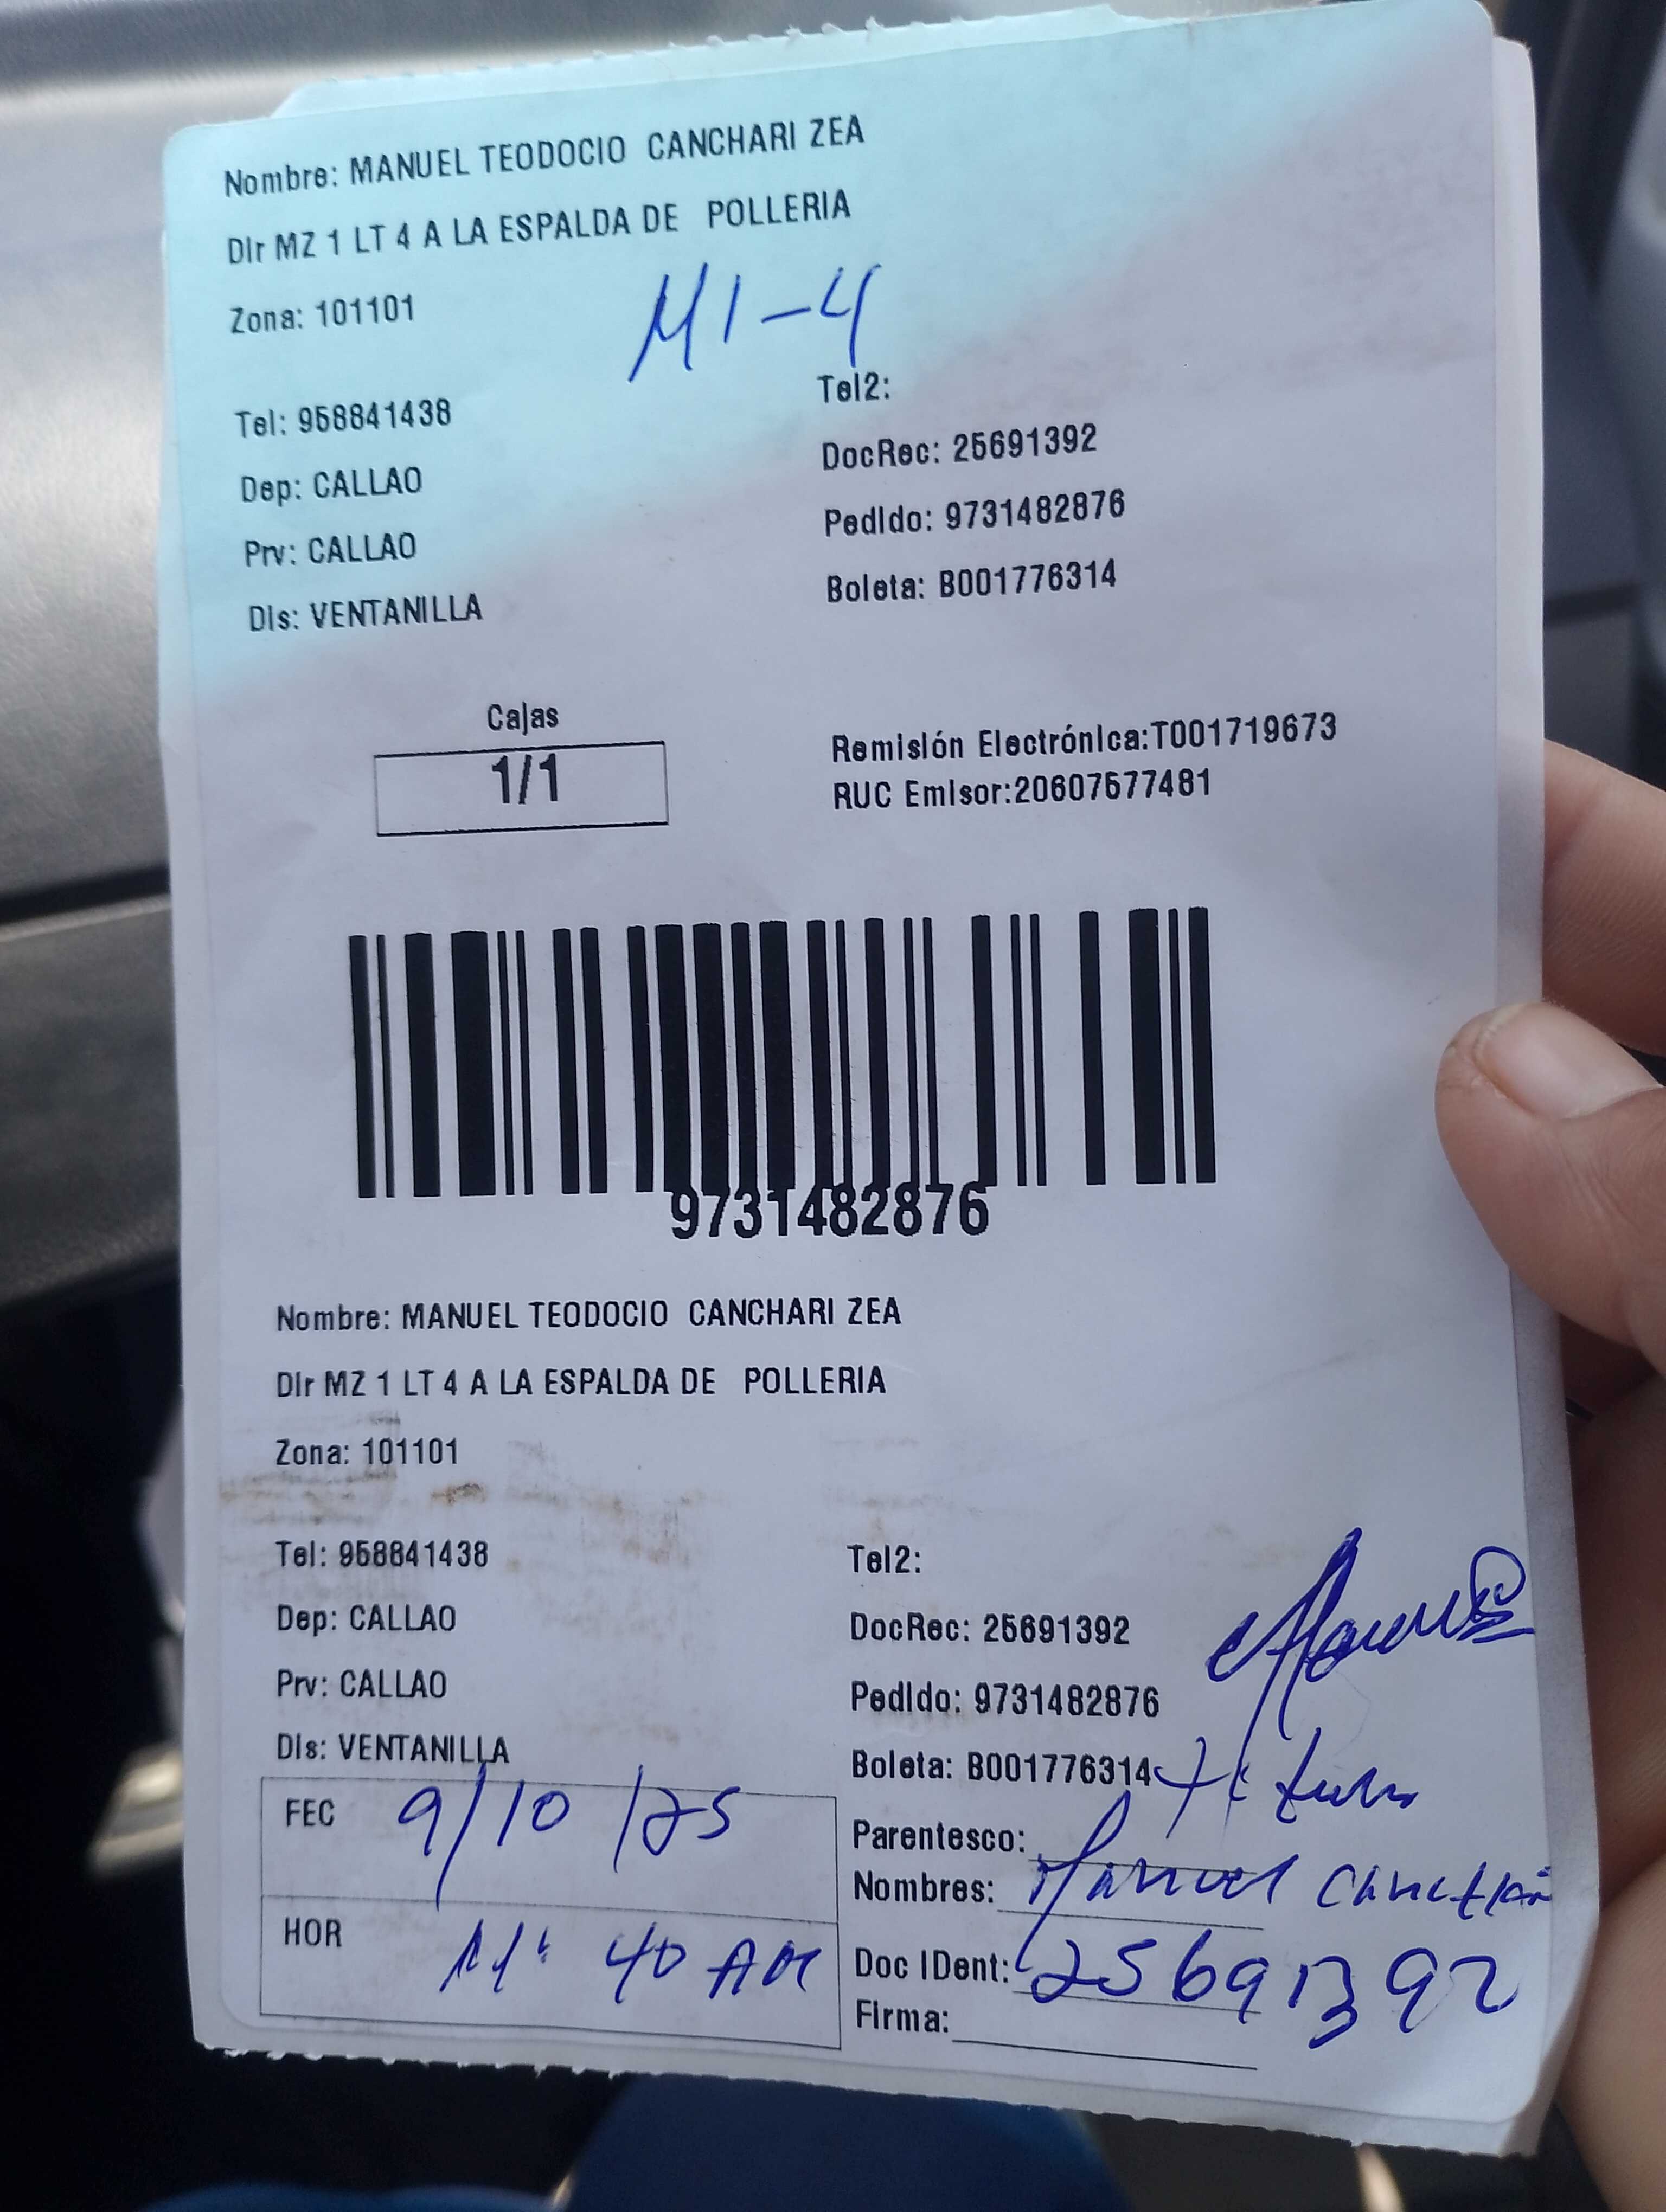 Nombre: MANUEL TEODOCIO CANCHARI ZEA
Dir MZ 1 LT 4 A LA ESPALDA DE POLLERIA
Zona: 101101
M1-4
Tel: 958841438
Tel2:
DocRec: 25691392
Dep: CALLAO
Pedido: 9731482876
Prv: CALLAO
Boleta: B001776314
Dis: VENTANILLA
Cajas
1/1
Remisión Electrónica:T001719673
RUC Emisor:20607577481
9731482876
Nombre: MANUEL TEODOCIO CANCHARI ZEA
Dir MZ 1 LT 4 A LA ESPALDA DE POLLERIA
Zona: 101101
Tel: 958841438
Tel2:
Dep: CALLAO
DocRec: 25691392
Prv: CALLAO
Pedido: 9731482876
Dis: VENTANILLA
Boleta: B001776314
FEC 9/10/25
Parentesco:
Nombres: Manuel
HOR 11:40 AM
Doc IDent: 25691392
Firma: